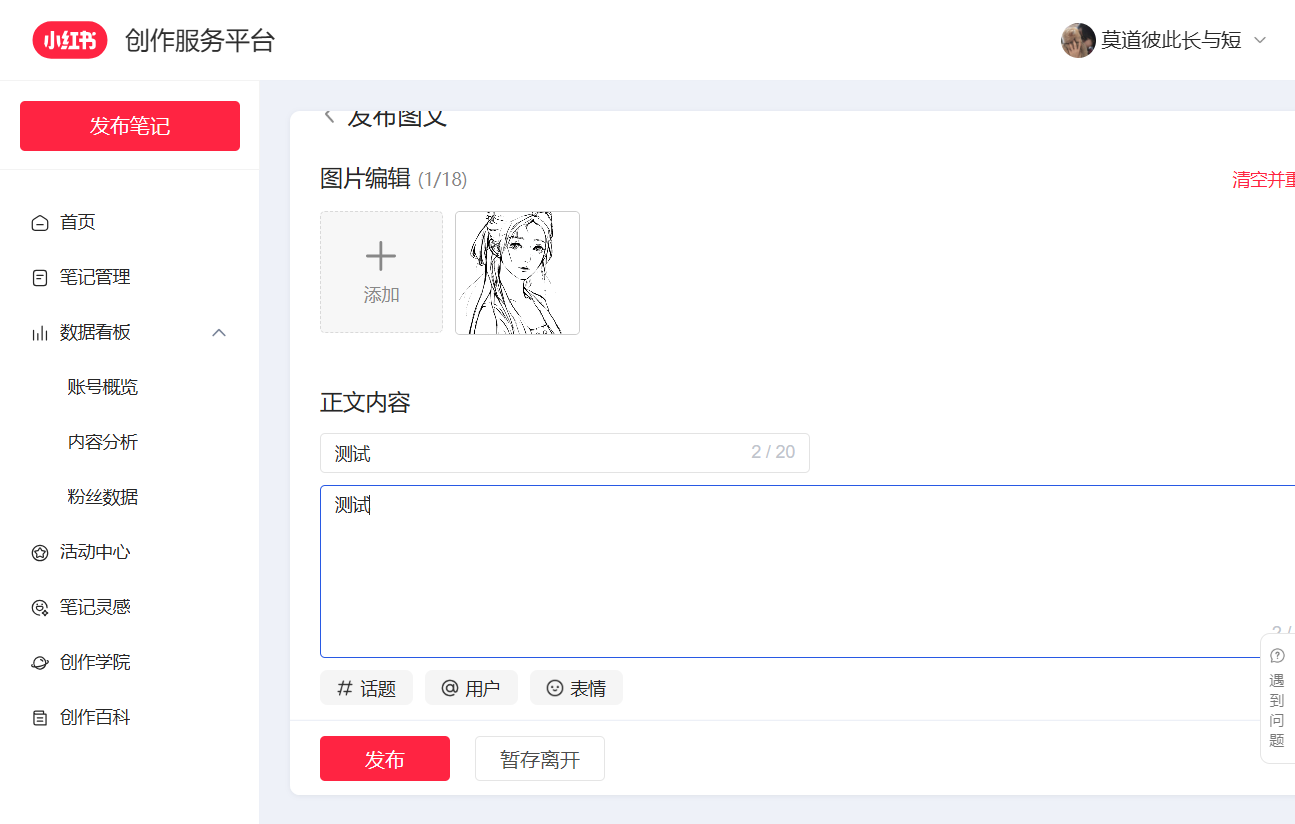 小红书 创作服务平台
莫道彼此长与短
发布笔记
首页
笔记管理
数据看板
账号概览
内容分析
粉丝数据
活动中心
笔记灵感
创作学院
创作百科
发布图文
图片编辑 (1/18)
清空并重
添加
正文内容
测试 2 / 20
测试
2 /
# 话题 @ 用户 表情
发布 暂存离开
遇
到
问
题